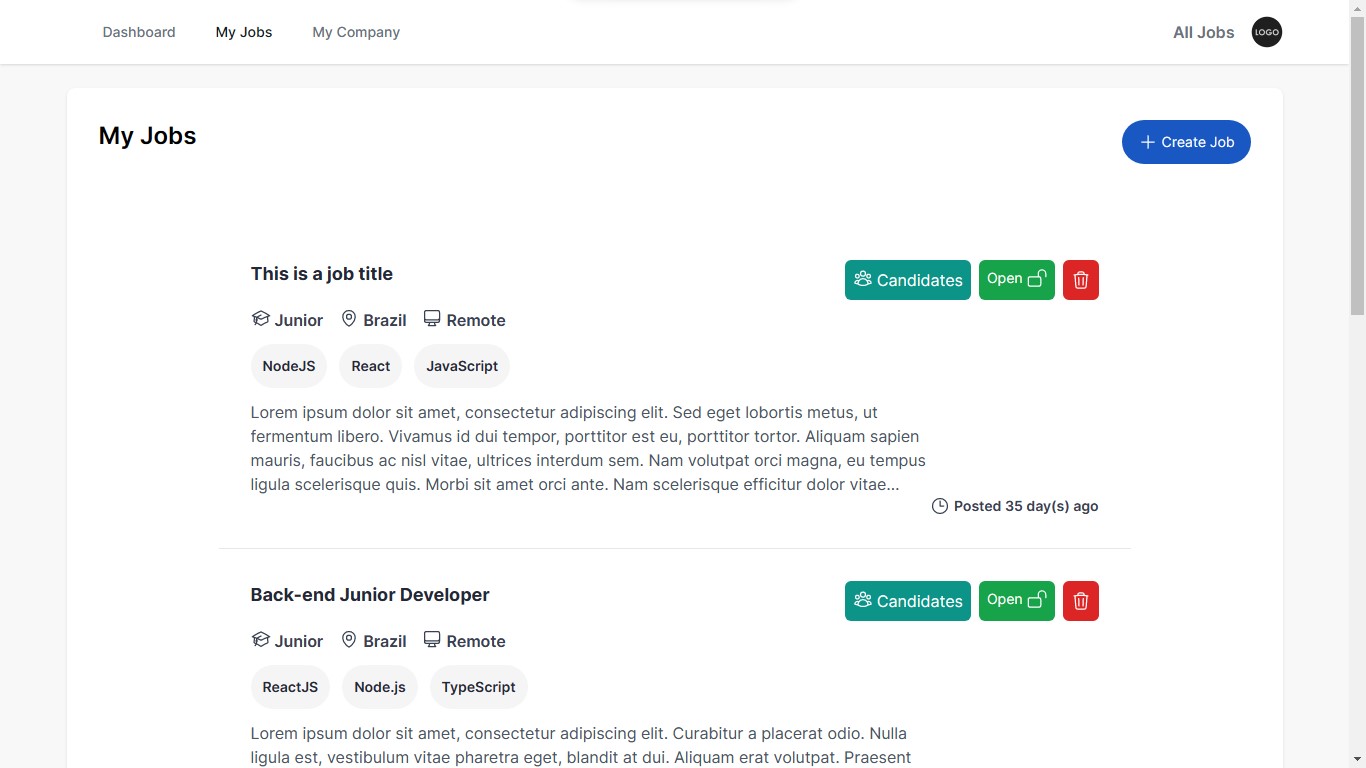 Dashboard My Jobs My Company All Jobs LOGO
My Jobs
Create Job
This is a job title
Candidates Open
Junior Brazil Remote
NodeJS React JavaScript
Lorem ipsum dolor sit amet, consectetur adipiscing elit. Sed eget lobortis metus, ut
fermentum libero. Vivamus id dui tempor, porttitor est eu, porttitor tortor. Aliquam sapien
mauris, faucibus ac nisl vitae, ultrices interdum sem. Nam volutpat orci magna, eu tempus
ligula scelerisque quis. Morbi sit amet orci ante. Nam scelerisque efficitur dolor vitae...
Posted 35 day(s) ago
Back-end Junior Developer
Candidates Open
Junior Brazil Remote
ReactJS Node.js TypeScript
Lorem ipsum dolor sit amet, consectetur adipiscing elit. Curabitur a placerat odio. Nulla
ligula est, vestibulum vitae pharetra eget, blandit at dui. Aliquam erat volutpat. Praesent